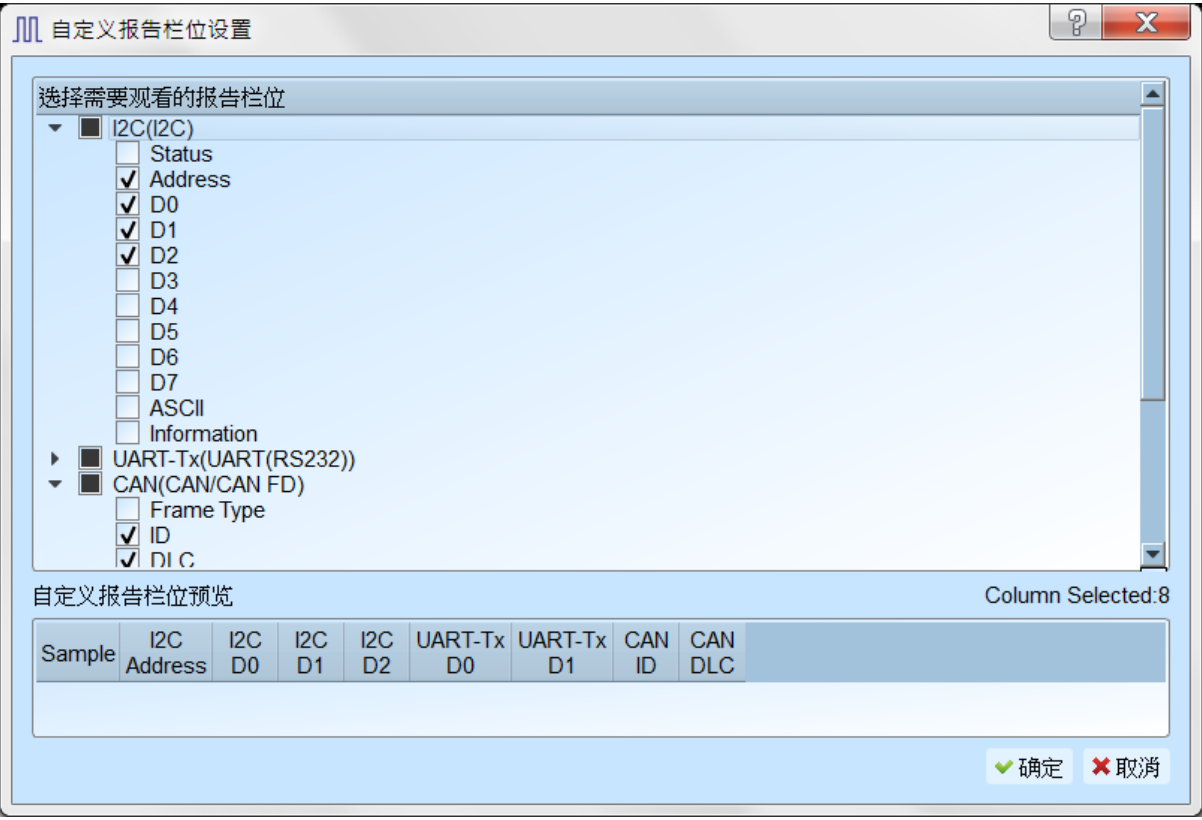 自定义报告栏位设置
选择需要观看的报告栏位
I2C(I2C)
Status
Address
D0
D1
D2
D3
D4
D5
D6
D7
ASCII
Information
UART-Tx(UART(RS232))
CAN(CAN/CAN FD)
Frame Type
ID
DLC
自定义报告栏位预览 Column Selected:8
Sample I2C Address I2C D0 I2C D1 I2C D2 UART-Tx D0 UART-Tx D1 CAN ID CAN DLC
确定 取消